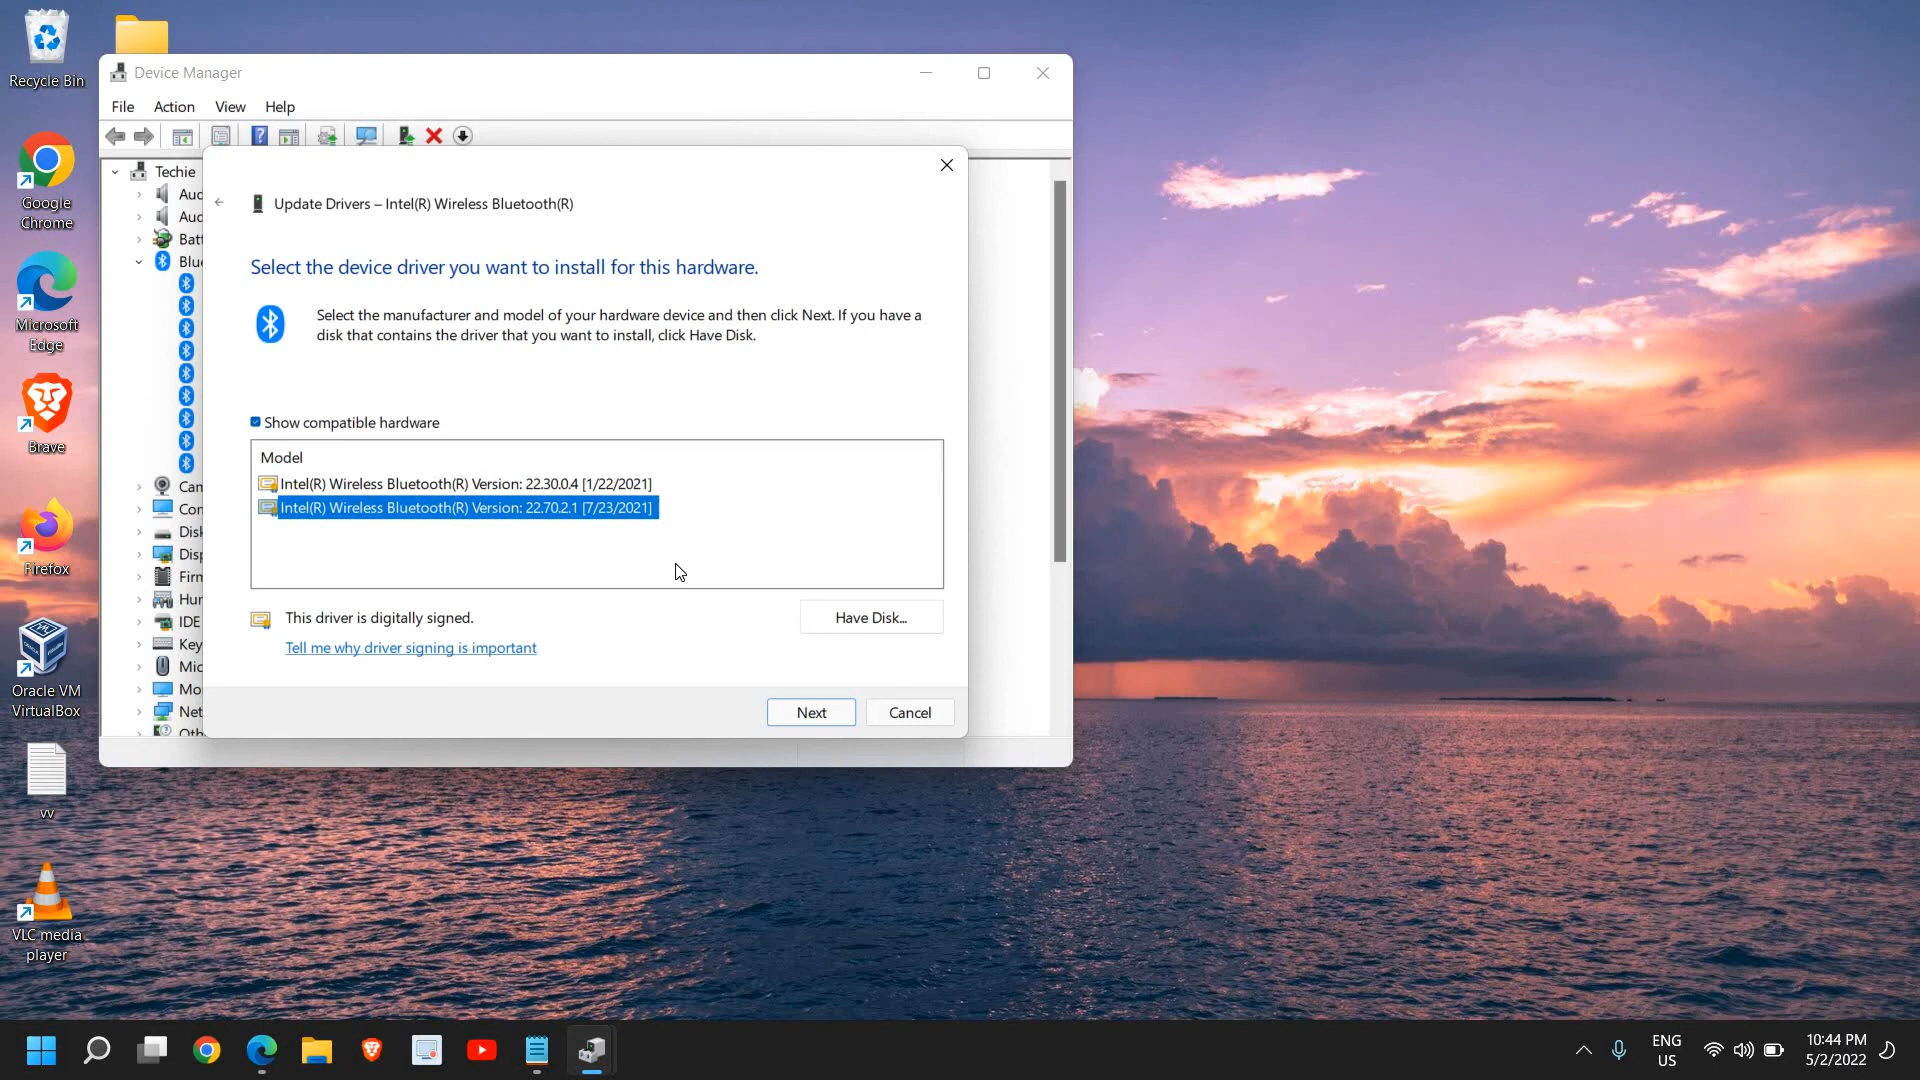 Recycle Bin
Google
Chrome
Microsoft
Edge
Brave
Firefox
Oracle VM
VirtualBox
vv
VLC media
player
Device Manager
File Action View Help
Techie
Aud
Aud
Batt
Blue
Cam
Con
Disk
Disp
Firm
Hum
IDE
Key
Mic
Mo
Net
Oth
Update Drivers – Intel(R) Wireless Bluetooth(R)
Select the device driver you want to install for this hardware.
Select the manufacturer and model of your hardware device and then click Next. If you have a
disk that contains the driver that you want to install, click Have Disk.
Show compatible hardware
Model
Intel(R) Wireless Bluetooth(R) Version: 22.30.0.4 [1/22/2021]
Intel(R) Wireless Bluetooth(R) Version: 22.70.2.1 [7/23/2021]
This driver is digitally signed.
Have Disk...
Tell me why driver signing is important
Next
Cancel
ENG
US
10:44 PM
5/2/2022